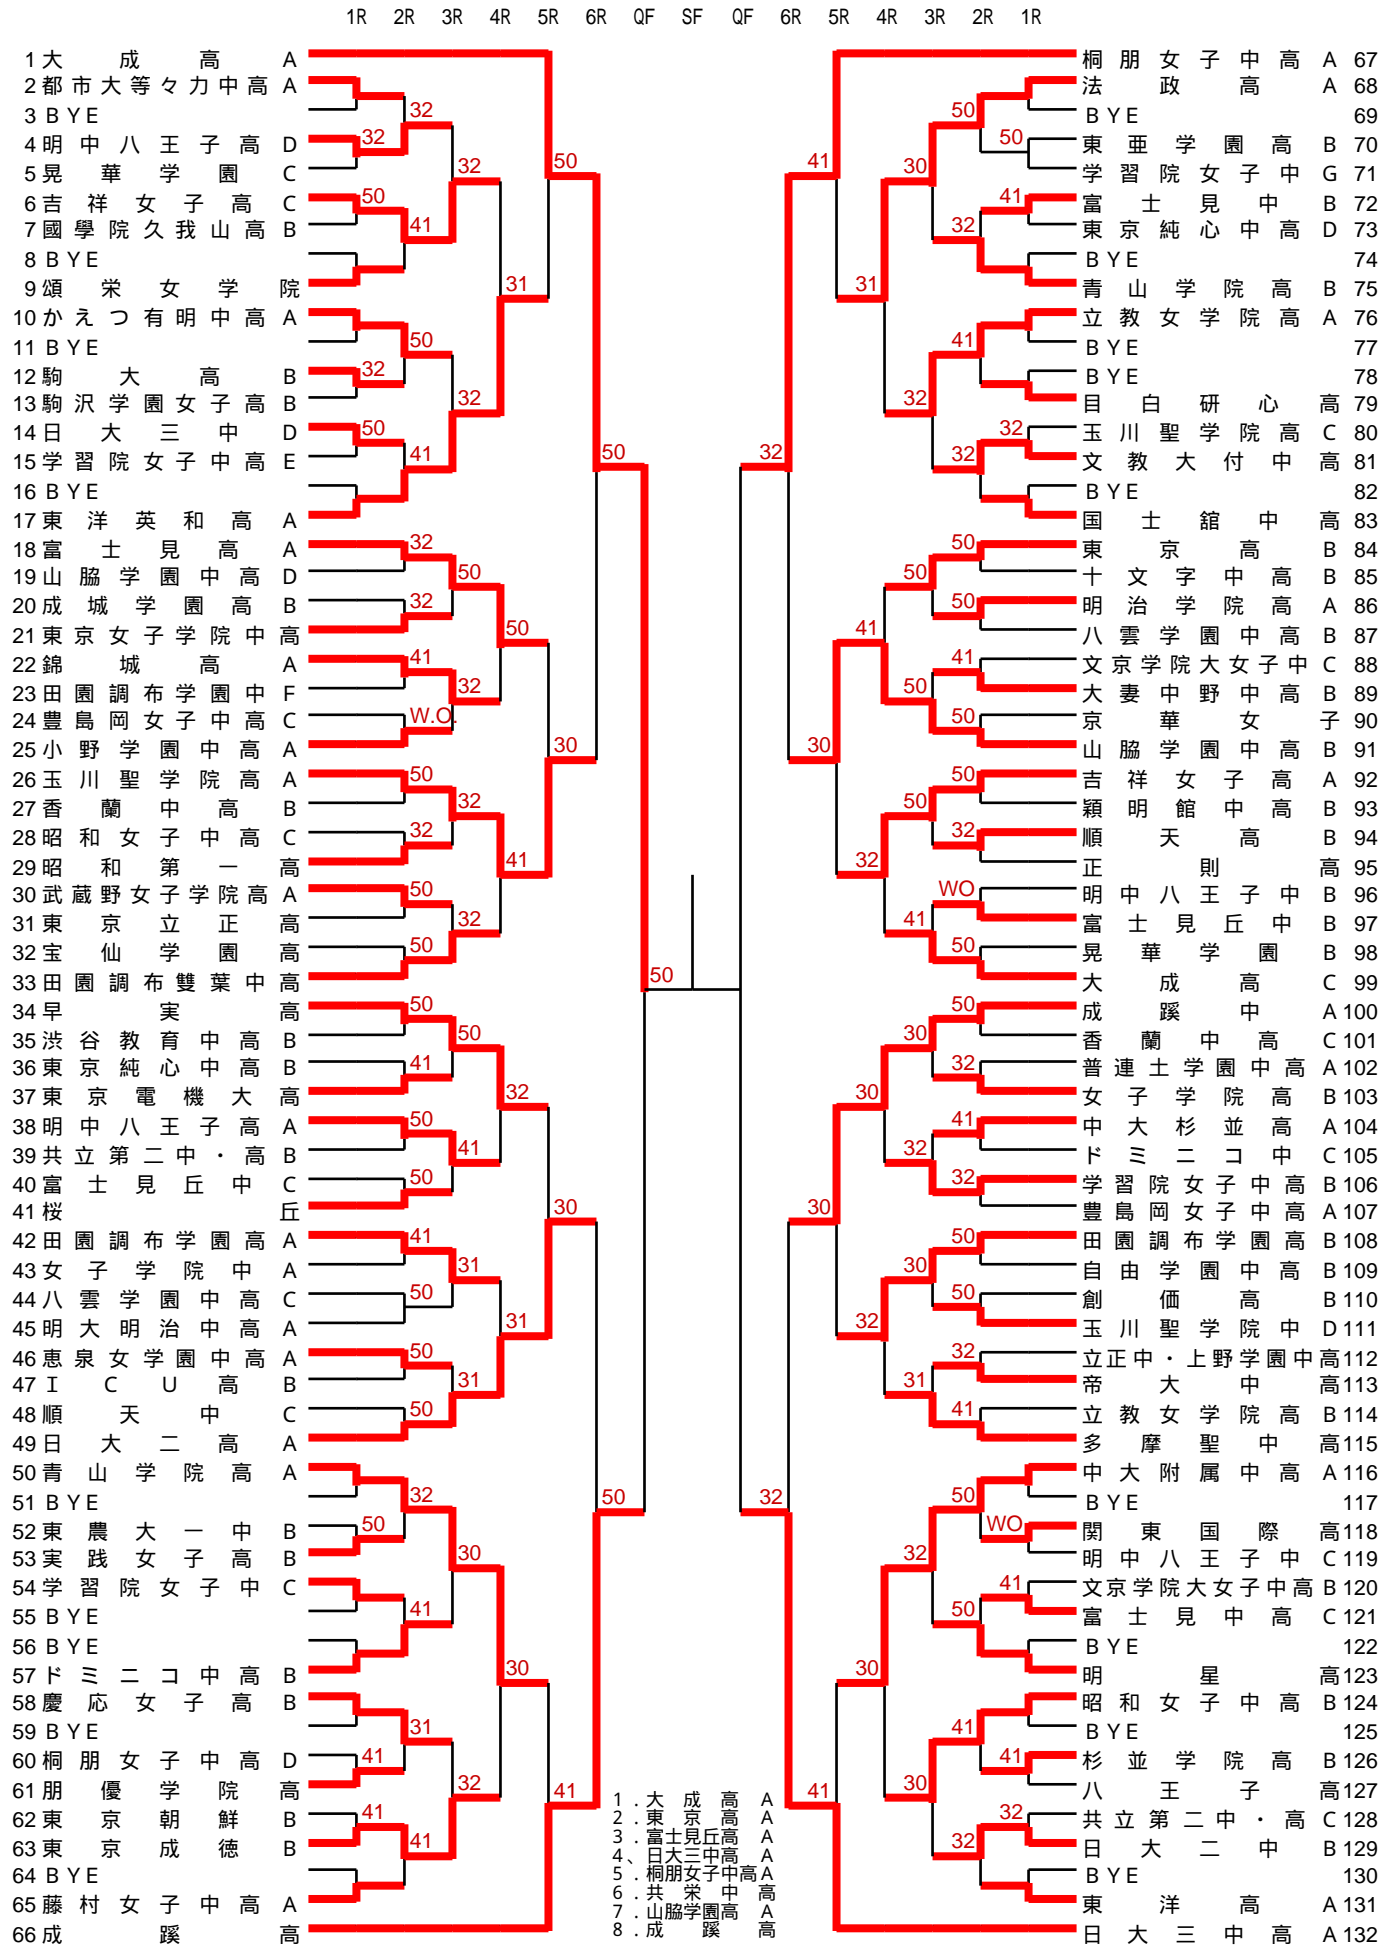 1R 2R 3R 4R 5R 6R QF SF QF 6R 5R 4R 3R 2R 1R
1 大成高 A
2 都市大等々力中高 A
3 BYE
4 明中八王子高 D
5 晃華学園 C
6 吉祥女子高 C
7 國學院久我山高 B
8 BYE
9 頌栄女学院
10 かえつ有明中高 A
11 BYE
12 駒大高 B
13 駒沢学園女子高 B
14 日大三中 D
15 学習院女子中高 E
16 BYE
17 東洋英和高 A
18 富士見高 A
19 山脇学園中高 D
20 成城学園高 B
21 東京女子学院中高
22 錦城高 A
23 田園調布学園中 F
24 豊島岡女子中高 C
25 小野学園中高 A
26 玉川聖学院高 A
27 香蘭中高 B
28 昭和女子中高 C
29 昭和第一高
30 武蔵野女子学院高 A
31 東京立正高
32 宝仙学園高
33 田園調布雙葉中高
34 早実高
35 渋谷教育中高 B
36 東京純心中高 B
37 東京電機大高
38 明中八王子高 A
39 共立第二中・高 B
40 富士見丘中 C
41 桜丘
42 田園調布学園高 A
43 女子学院中 A
44 八雲学園中高 C
45 明大明治中高 A
46 恵泉女学園中高 A
47 ICU高 B
48 順天中 C
49 日大二高 A
50 青山学院高 A
51 BYE
52 東農大一中 B
53 実践女子高 B
54 学習院女子中 C
55 BYE
56 BYE
57 ドミニコ中高 B
58 慶応女子高 B
59 BYE
60 桐朋女子中高 D
61 朋優学院高
62 東京朝鮮 B
63 東京成徳 B
64 BYE
65 藤村女子中高 A
66 成蹊高
32
50
32
50
32
41
50
41
32
32
50
W.O.
50
32
50
50
50
41
50
50
41
50
50
50
50
32
41
31
41
41
32
32
50
32
32
32
50
41
31
31
30
32
31
50
41
32
31
30
50
30
30
41
50
50
50
桐朋女子中高 A 67
法政高 A 68
BYE 69
東亜学園高 B 70
学習院女子中 G 71
富士見中 B 72
東京純心中高 D 73
BYE 74
青山学院高 B 75
立教女学院高 A 76
BYE 77
BYE 78
目白研心高 79
玉川聖学院高 C 80
文教大付中高 81
BYE 82
国士舘中高 83
東京高 B 84
十文字中高 B 85
明治学院高 A 86
八雲学園中高 B 87
文京学院大女子中 C 88
大妻中野中高 B 89
京華女子 90
山脇学園中高 B 91
吉祥女子高 A 92
穎明館中高 B 93
順天高 B 94
正則高 95
明中八王子中 B 96
富士見丘中 B 97
晃華学園 B 98
大成高 C 99
成蹊中 A 100
香蘭中高 C 101
普連土学園中高 A 102
女子学院高 B 103
中大杉並高 A 104
ドミニコ中 C 105
学習院女子中高 B 106
豊島岡女子中高 A 107
田園調布学園高 B 108
自由学園中高 B 109
創価高 B 110
玉川聖学院中 D 111
立正中・上野学園中高 112
帝大中高 113
立教女学院高 B 114
多摩聖中高 115
中大附属中高 A 116
BYE 117
関東国際高 118
明中八王子中 C 119
文京学院大女子中高 B 120
富士見中高 C 121
BYE 122
明星高 123
昭和女子中高 B 124
BYE 125
杉並学院高 B 126
八王子高 127
共立第二中・高 C 128
日大二中 B 129
BYE 130
東洋高 A 131
日大三中高 A 132
50
41
32
WO
41
41
32
50
32
41
32
50
50
41
50
50
32
WO
50
50
32
41
32
50
50
32
41
50
50
41
32
30
32
50
50
50
41
30
32
30
31
32
30
31
41
32
30
32
30
41
30
30
41
32
32
1.大成高 A
2.東京高 A
3.富士見丘高 A
4、日大三中高 A
5.桐朋女子中高 A
6.共栄中高
7.山脇学園高 A
8.成蹊高